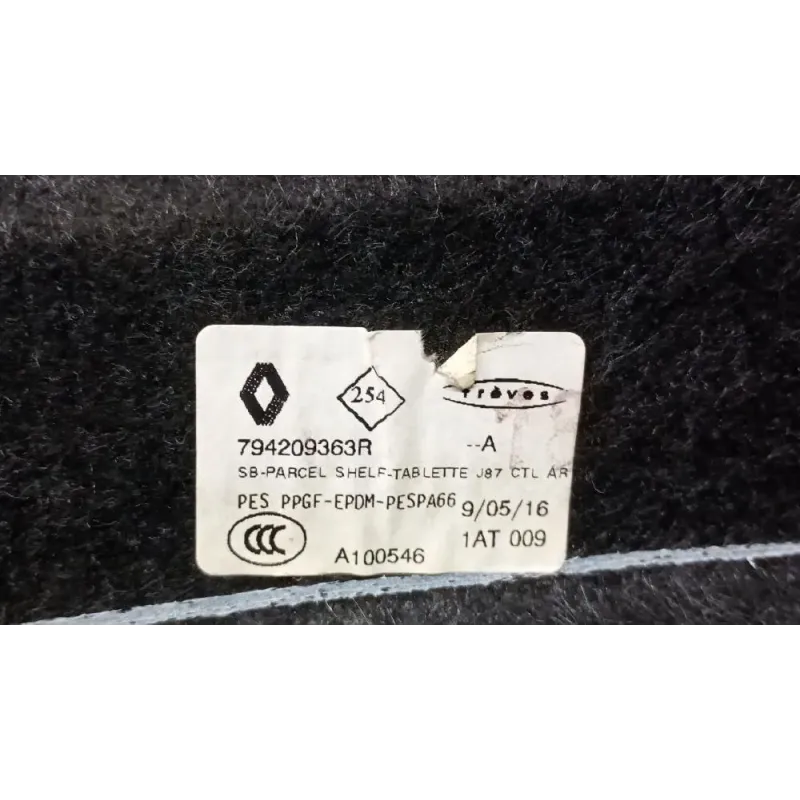 254
Trèves
794209363R --A
SB-PARCEL SHELF-TABLETTE J87 CTL AR
PES PPGF-EPDM-PESPA66 9/05/16
CCC A100546 1AT 009